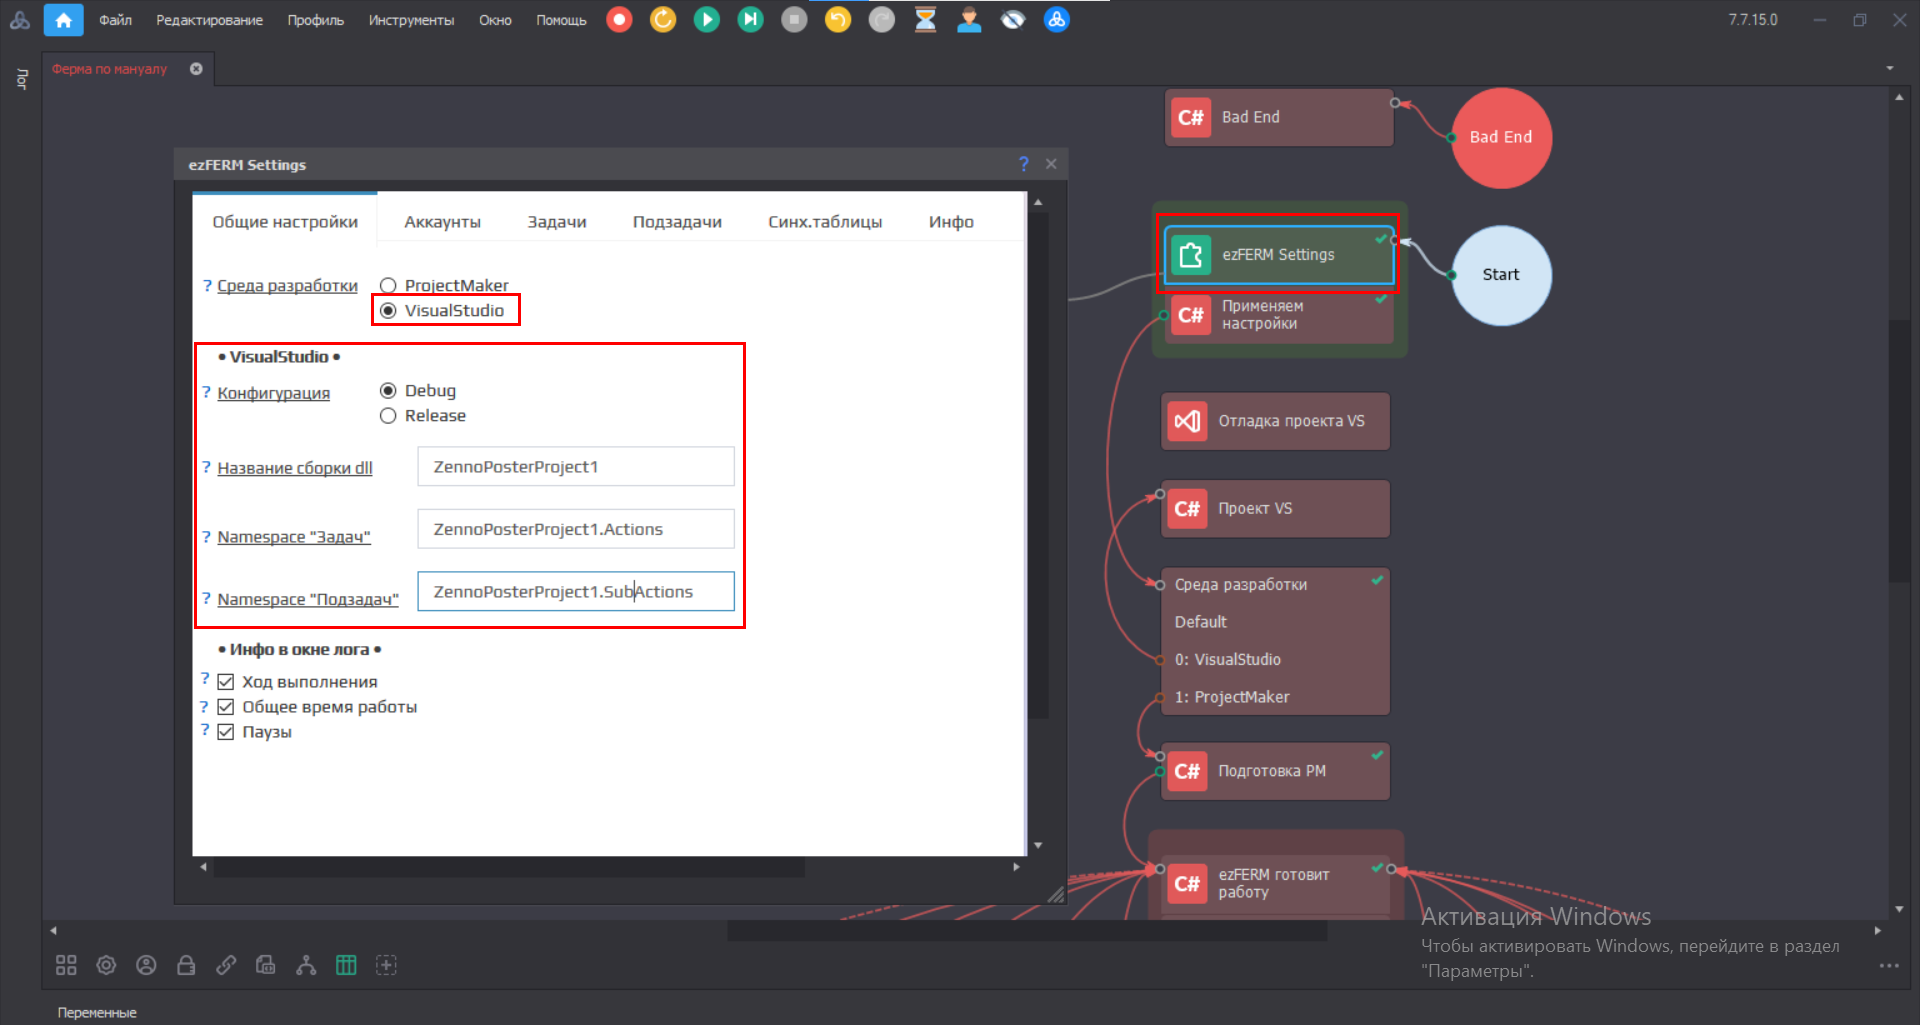 Файл Редактирование Профиль Инструменты Окно Помощь 7.7.15.0
Лог
Ферма по мануалу
ezFERM Settings ?
Общие настройки Аккаунты Задачи Подзадачи Синх.таблицы Инфо
? Среда разработки ProjectMaker
VisualStudio
• VisualStudio •
? Конфигурация Debug
Release
? Название сборки dll ZennoPosterProject1
? Namespace "Задач" ZennoPosterProject1.Actions
? Namespace "Подзадач" ZennoPosterProject1.SubActions
• Инфо в окне лога •
? Ход выполнения
? Общее время работы
? Паузы
C# Bad End
Bad End
ezFERM Settings
Start
C# Применяем
настройки
Отладка проекта VS
C# Проект VS
Среда разработки
Default
0: VisualStudio
1: ProjectMaker
C# Подготовка PM
C# ezFERM готовит
работу
Активация Windows
Чтобы активировать Windows, перейдите в раздел
"Параметры".
Переменные